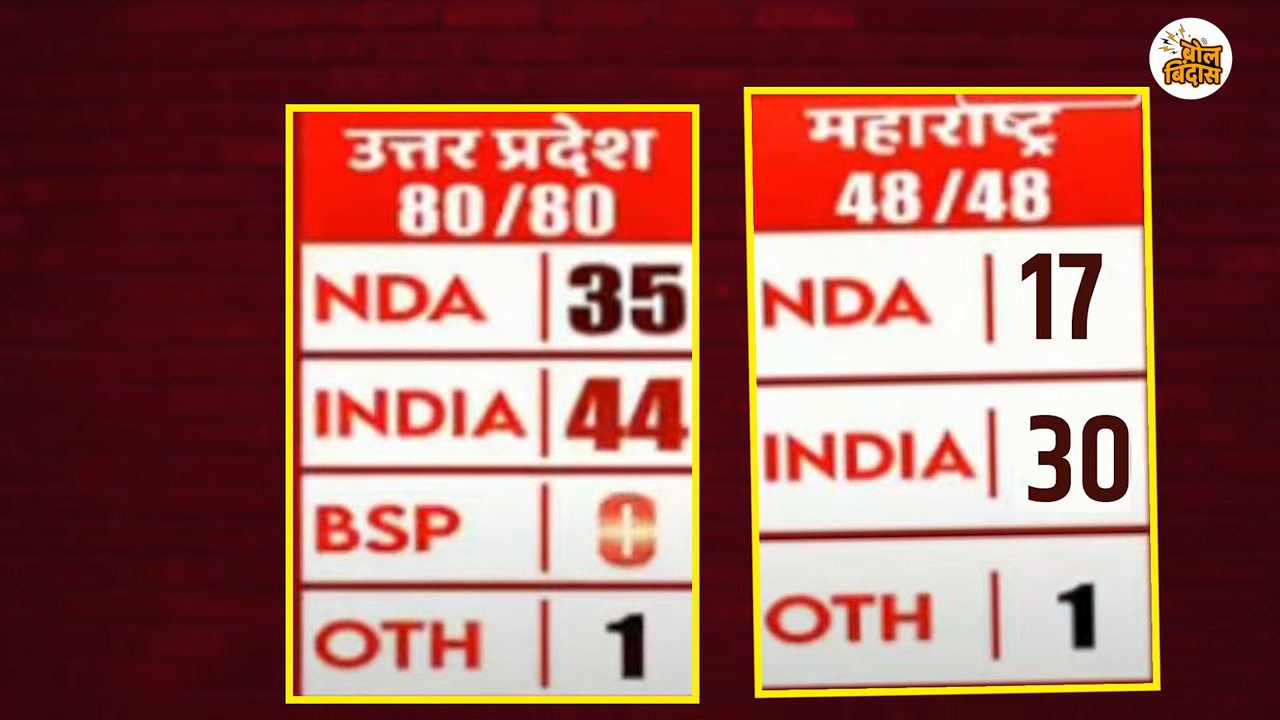 बोल
बिंदास
उत्तर प्रदेश
80/80
NDA 35
INDIA 44
BSP 0
OTH 1
महाराष्ट्र
48/48
NDA 17
INDIA 30
OTH 1